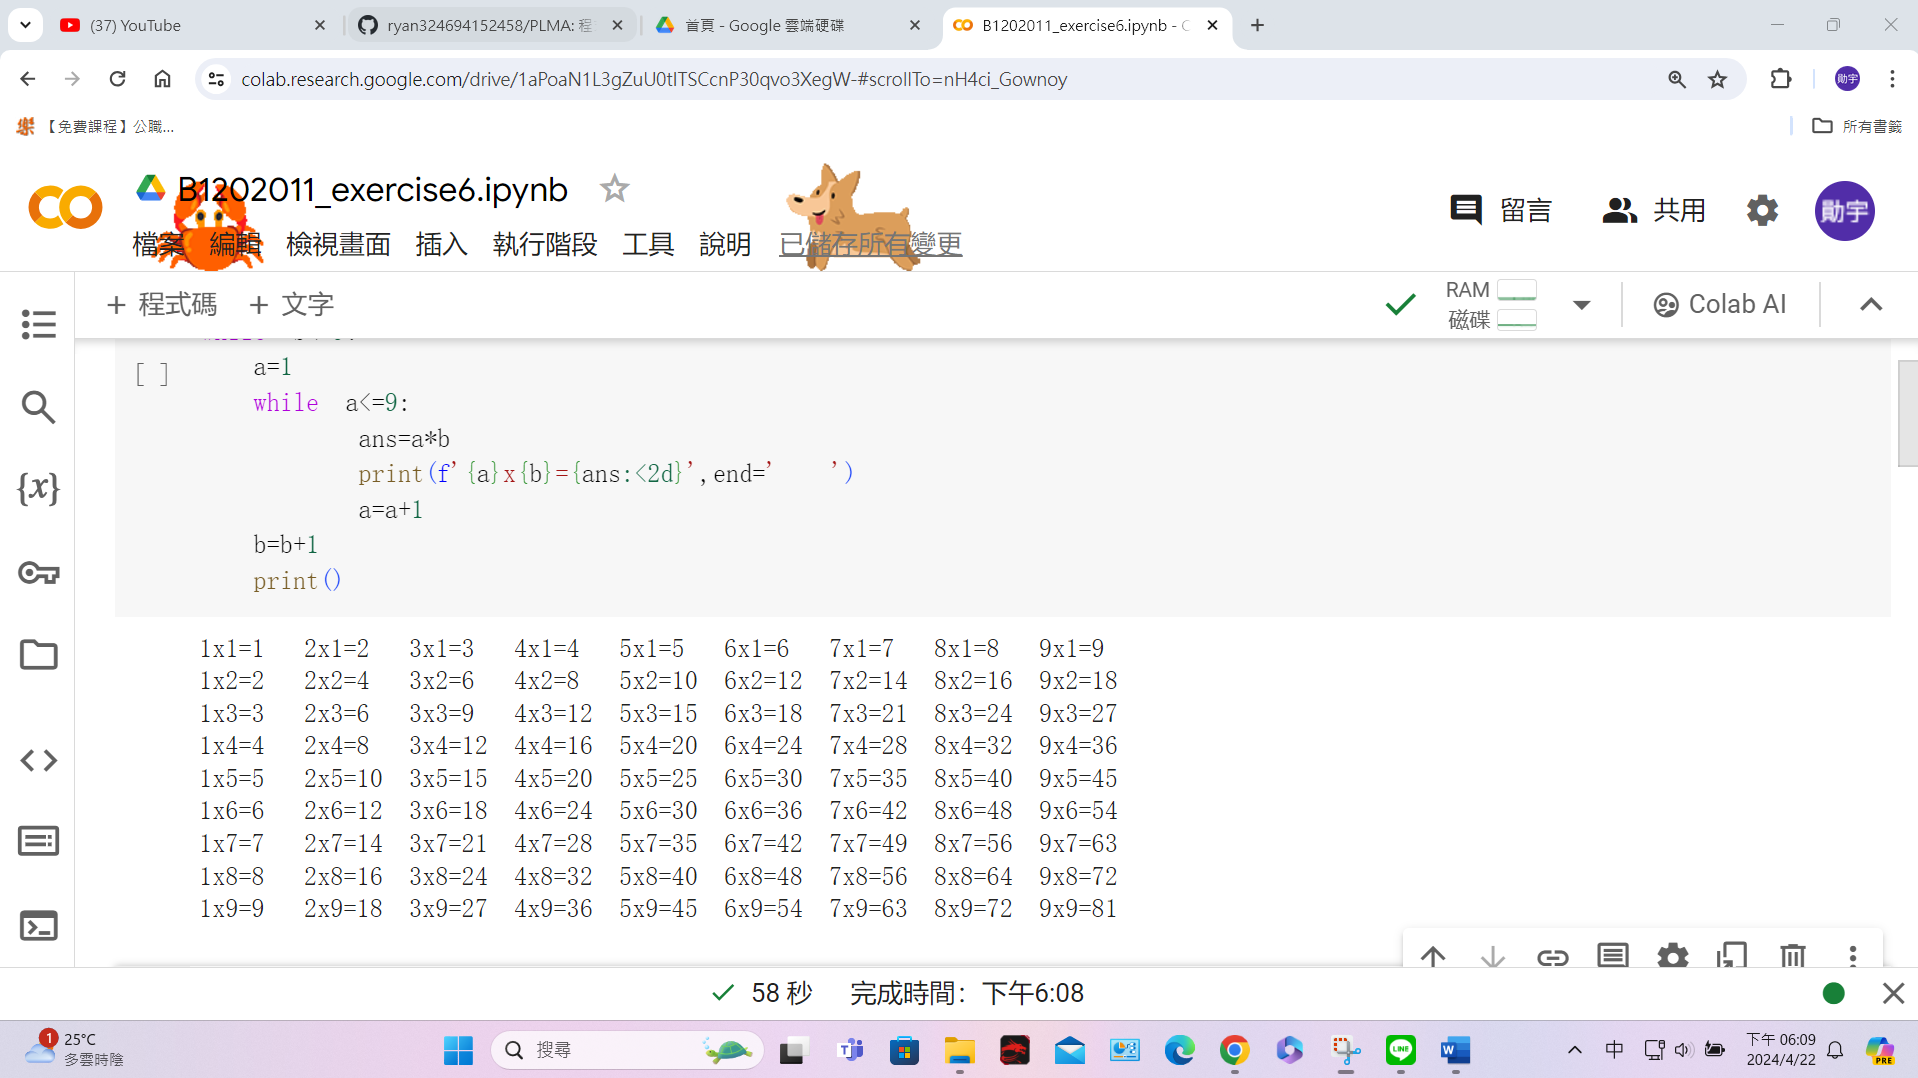 (37) YouTube
ryan324694152458/PLMA: 程
首頁 - Google 雲端硬碟
B1202011_exercise6.ipynb - C
colab.research.google.com/drive/1aPoaN1L3gZuU0tITSCcnP30qvo3XegW-#scrollTo=nH4ci_Gownoy
勛宇
【免費課程】公職...
所有書籤
B1202011_exercise6.ipynb
檔案 編輯 檢視畫面 插入 執行階段 工具 說明 已儲存所有變更
留言
共用
勛宇
+ 程式碼 + 文字
RAM
磁碟
Colab AI
[ ]
a=1
while a<=9:
ans=a*b
print(f'{a}x{b}={ans:<2d}',end='    ')
a=a+1
b=b+1
print()
1x1=1 2x1=2 3x1=3 4x1=4 5x1=5 6x1=6 7x1=7 8x1=8 9x1=9
1x2=2 2x2=4 3x2=6 4x2=8 5x2=10 6x2=12 7x2=14 8x2=16 9x2=18
1x3=3 2x3=6 3x3=9 4x3=12 5x3=15 6x3=18 7x3=21 8x3=24 9x3=27
1x4=4 2x4=8 3x4=12 4x4=16 5x4=20 6x4=24 7x4=28 8x4=32 9x4=36
1x5=5 2x5=10 3x5=15 4x5=20 5x5=25 6x5=30 7x5=35 8x5=40 9x5=45
1x6=6 2x6=12 3x6=18 4x6=24 5x6=30 6x6=36 7x6=42 8x6=48 9x6=54
1x7=7 2x7=14 3x7=21 4x7=28 5x7=35 6x7=42 7x7=49 8x7=56 9x7=63
1x8=8 2x8=16 3x8=24 4x8=32 5x8=40 6x8=48 7x8=56 8x8=64 9x8=72
1x9=9 2x9=18 3x9=27 4x9=36 5x9=45 6x9=54 7x9=63 8x9=72 9x9=81
58 秒 完成時間：下午6:08
1
25°C
多雲時陰
搜尋
LINE
W
PRE
中
下午 06:09
2024/4/22